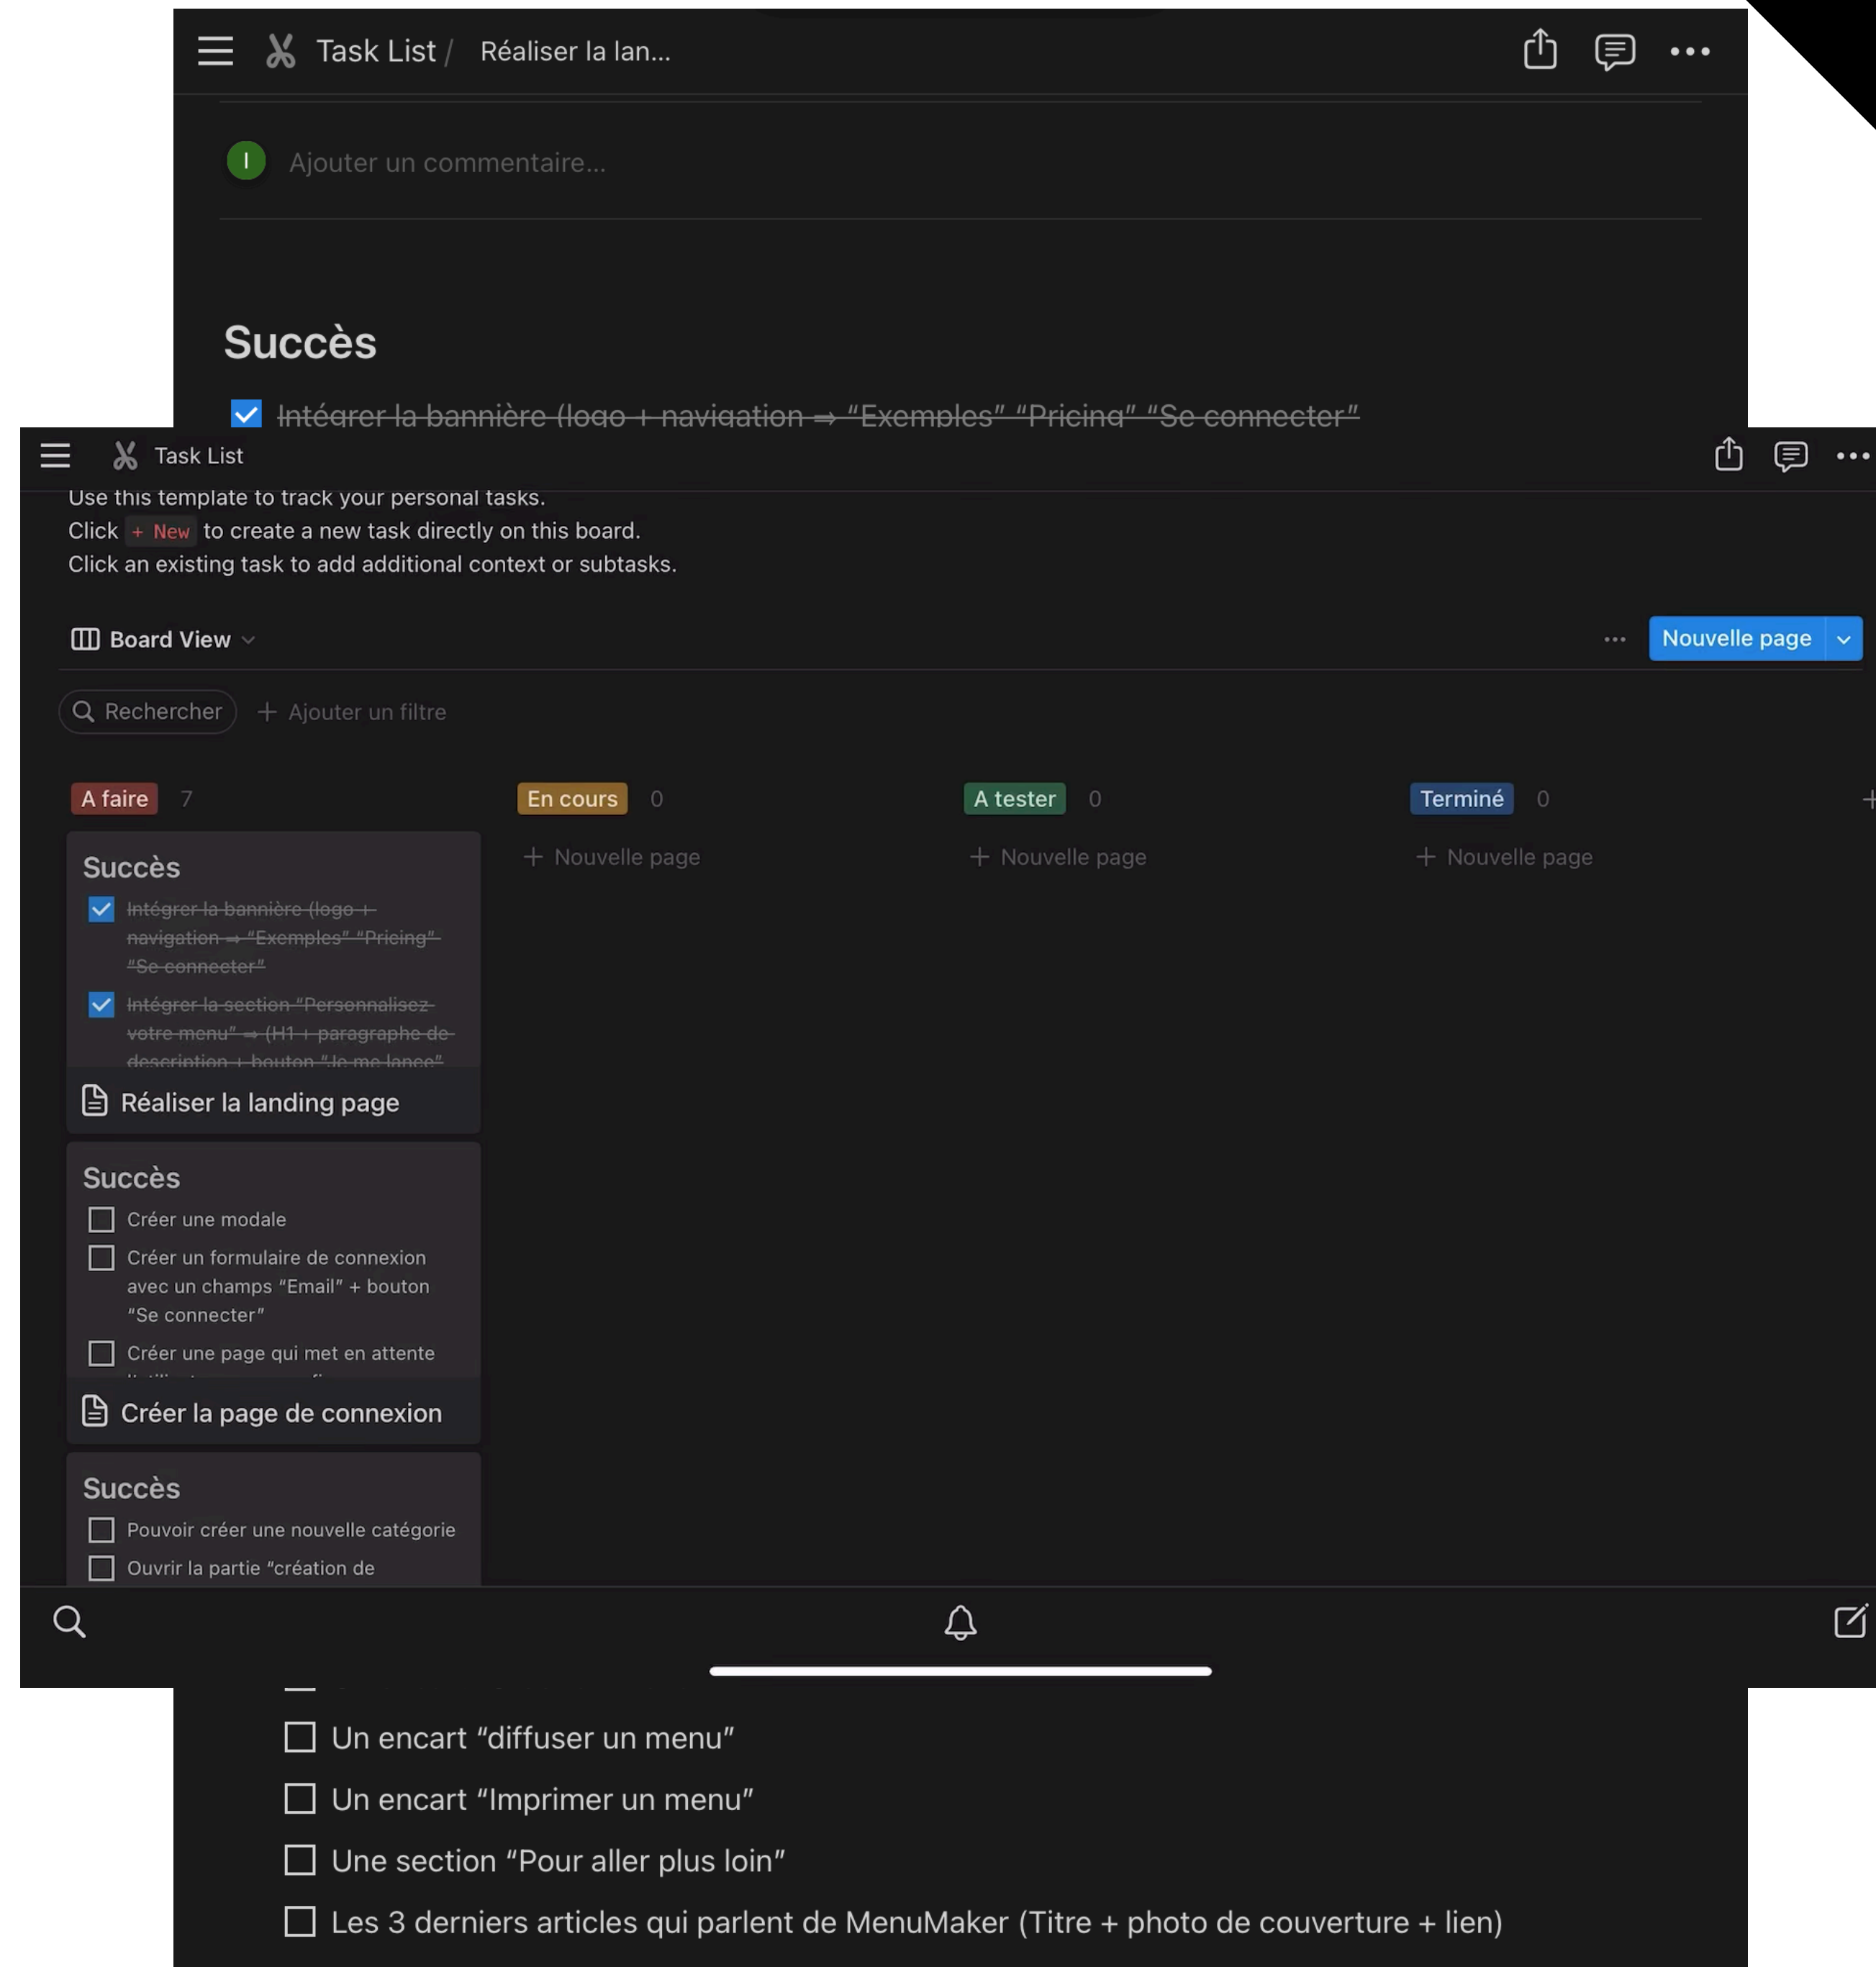 Task List / Réaliser la lan...
I Ajouter un commentaire...
Succès
Intégrer la bannière (logo + navigation ⇒ “Exemples” “Pricing” “Se connecter”
Task List
Use this template to track your personal tasks.
Click + New to create a new task directly on this board.
Click an existing task to add additional context or subtasks.
Board View
Nouvelle page
Rechercher + Ajouter un filtre
A faire 7
En cours 0
A tester 0
Terminé 0
+ Nouvelle page
+ Nouvelle page
+ Nouvelle page
Succès
Intégrer la bannière (logo +
navigation ⇒ “Exemples” “Pricing”
“Se connecter”
Intégrer la section “Personnalisez
votre menu” ⇒ (H1 + paragraphe de
description + bouton “Je me lance”
Réaliser la landing page
Succès
Créer une modale
Créer un formulaire de connexion
avec un champs “Email” + bouton
“Se connecter”
Créer une page qui met en attente
Créer la page de connexion
Succès
Pouvoir créer une nouvelle catégorie
Ouvrir la partie “création de
Un encart “diffuser un menu”
Un encart “Imprimer un menu”
Une section “Pour aller plus loin”
Les 3 derniers articles qui parlent de MenuMaker (Titre + photo de couverture + lien)